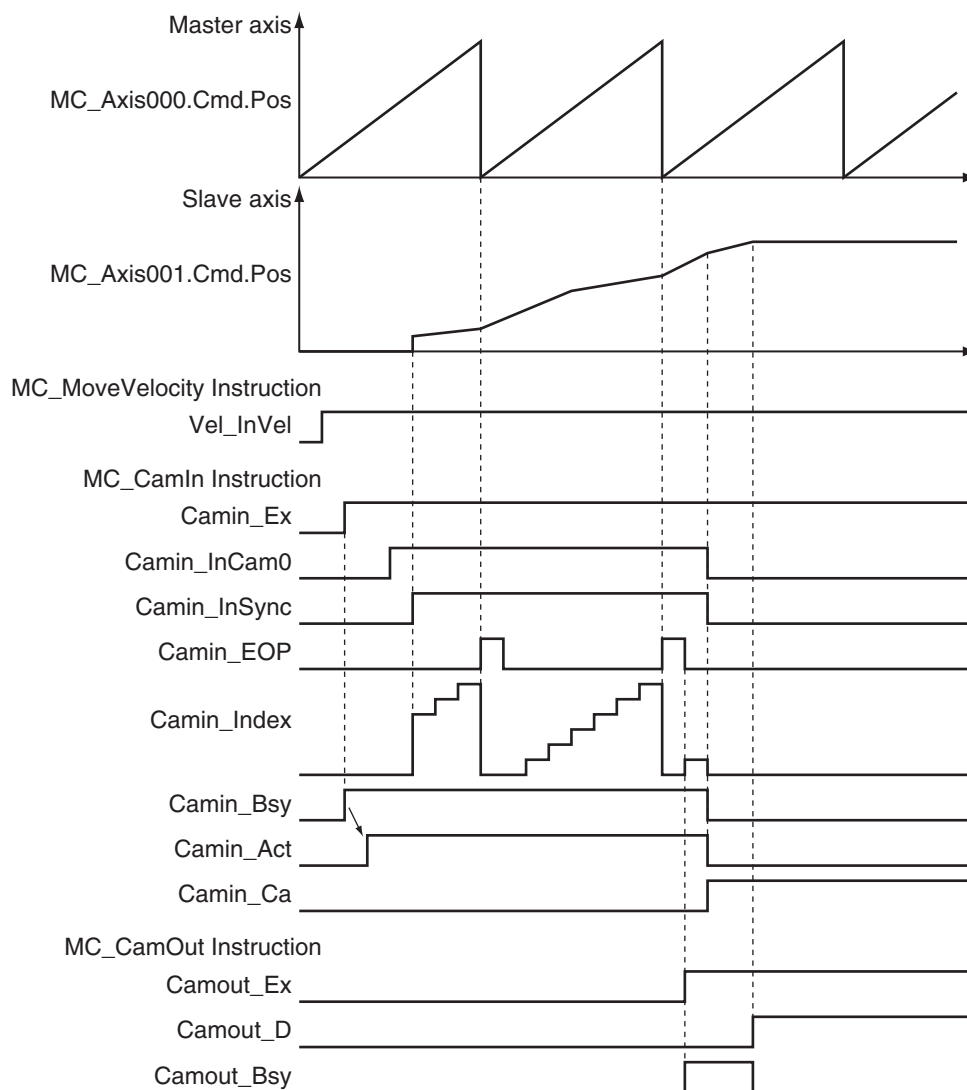 Master axis
MC_Axis000.Cmd.Pos
Slave axis
MC_Axis001.Cmd.Pos
MC_MoveVelocity Instruction
Vel_InVel
MC_CamIn Instruction
Camin_Ex
Camin_InCam0
Camin_InSync
Camin_EOP
Camin_Index
Camin_Bsy
Camin_Act
Camin_Ca
MC_CamOut Instruction
Camout_Ex
Camout_D
Camout_Bsy